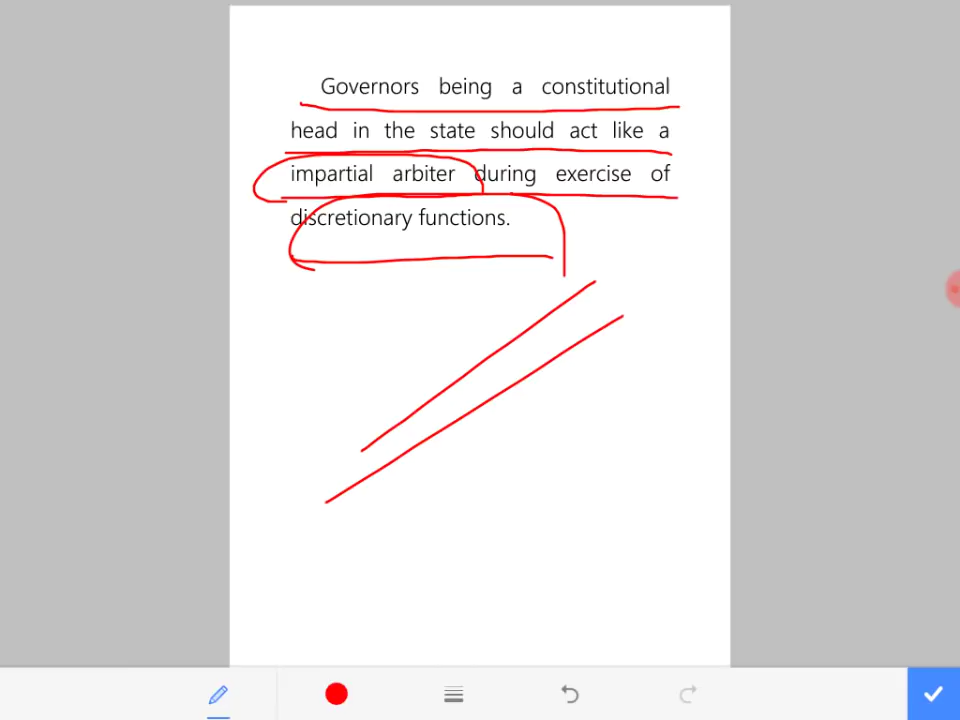 Governors being a constitutional
head in the state should act like a
impartial arbiter during exercise of
discretionary functions.